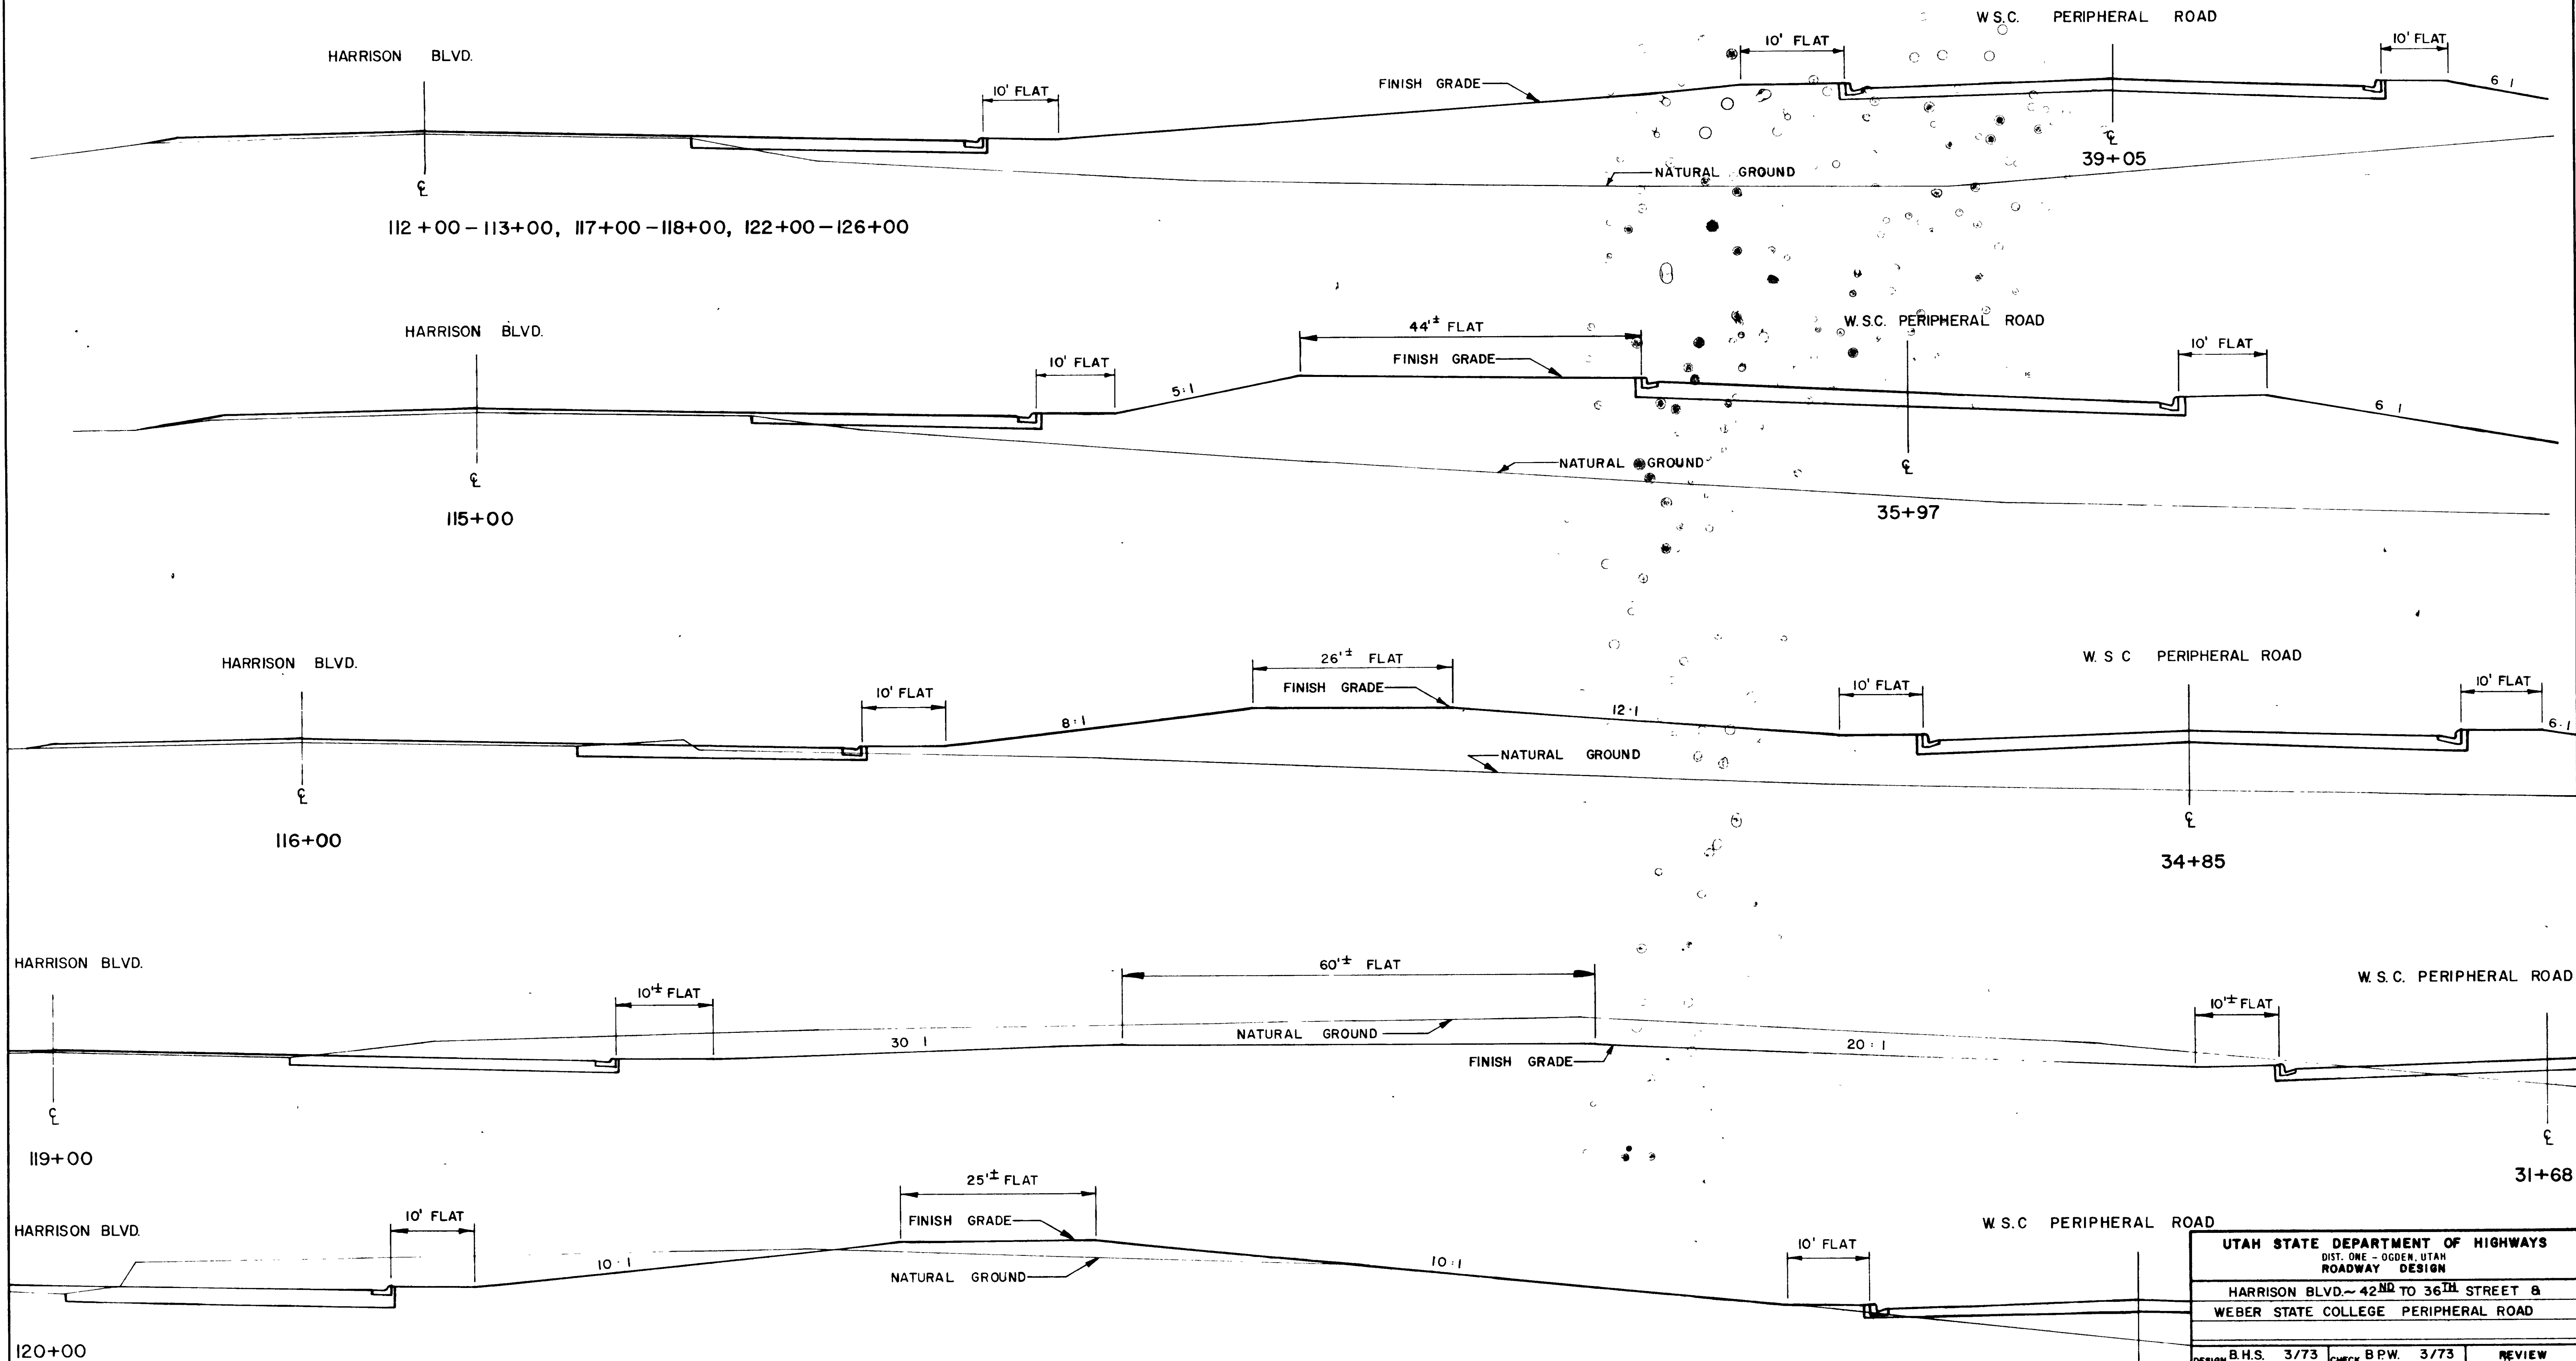 W.S.C. PERIPHERAL ROAD
HARRISON BLVD.
10' FLAT
10' FLAT
FINISH GRADE
10' FLAT
6 1
℄
39+05
NATURAL GROUND
℄
112+00-113+00, 117+00-118+00, 122+00-126+00
HARRISON BLVD.
44'± FLAT
W.S.C. PERIPHERAL ROAD
10' FLAT
FINISH GRADE
10' FLAT
5:1
6 1
NATURAL GROUND
℄
℄
115+00
35+97
HARRISON BLVD.
26'± FLAT
W. S C PERIPHERAL ROAD
10' FLAT
FINISH GRADE
10' FLAT
10' FLAT
8:1
12:1
6:1
NATURAL GROUND
℄
℄
116+00
34+85
HARRISON BLVD.
60'± FLAT
W. S. C. PERIPHERAL ROAD
10'± FLAT
10'± FLAT
NATURAL GROUND
30 1
20:1
FINISH GRADE
℄
℄
119+00
31+68
25'± FLAT
HARRISON BLVD.
10' FLAT
FINISH GRADE
W.S.C PERIPHERAL ROAD
10' FLAT
10:1
10:1
NATURAL GROUND
120+00
UTAH STATE DEPARTMENT OF HIGHWAYS
DIST. ONE - OGDEN, UTAH
ROADWAY DESIGN
HARRISON BLVD.~42ND TO 36TH STREET &
WEBER STATE COLLEGE PERIPHERAL ROAD
DESIGN B.H.S. 3/73 CHECK B.P.W. 3/73 REVIEW